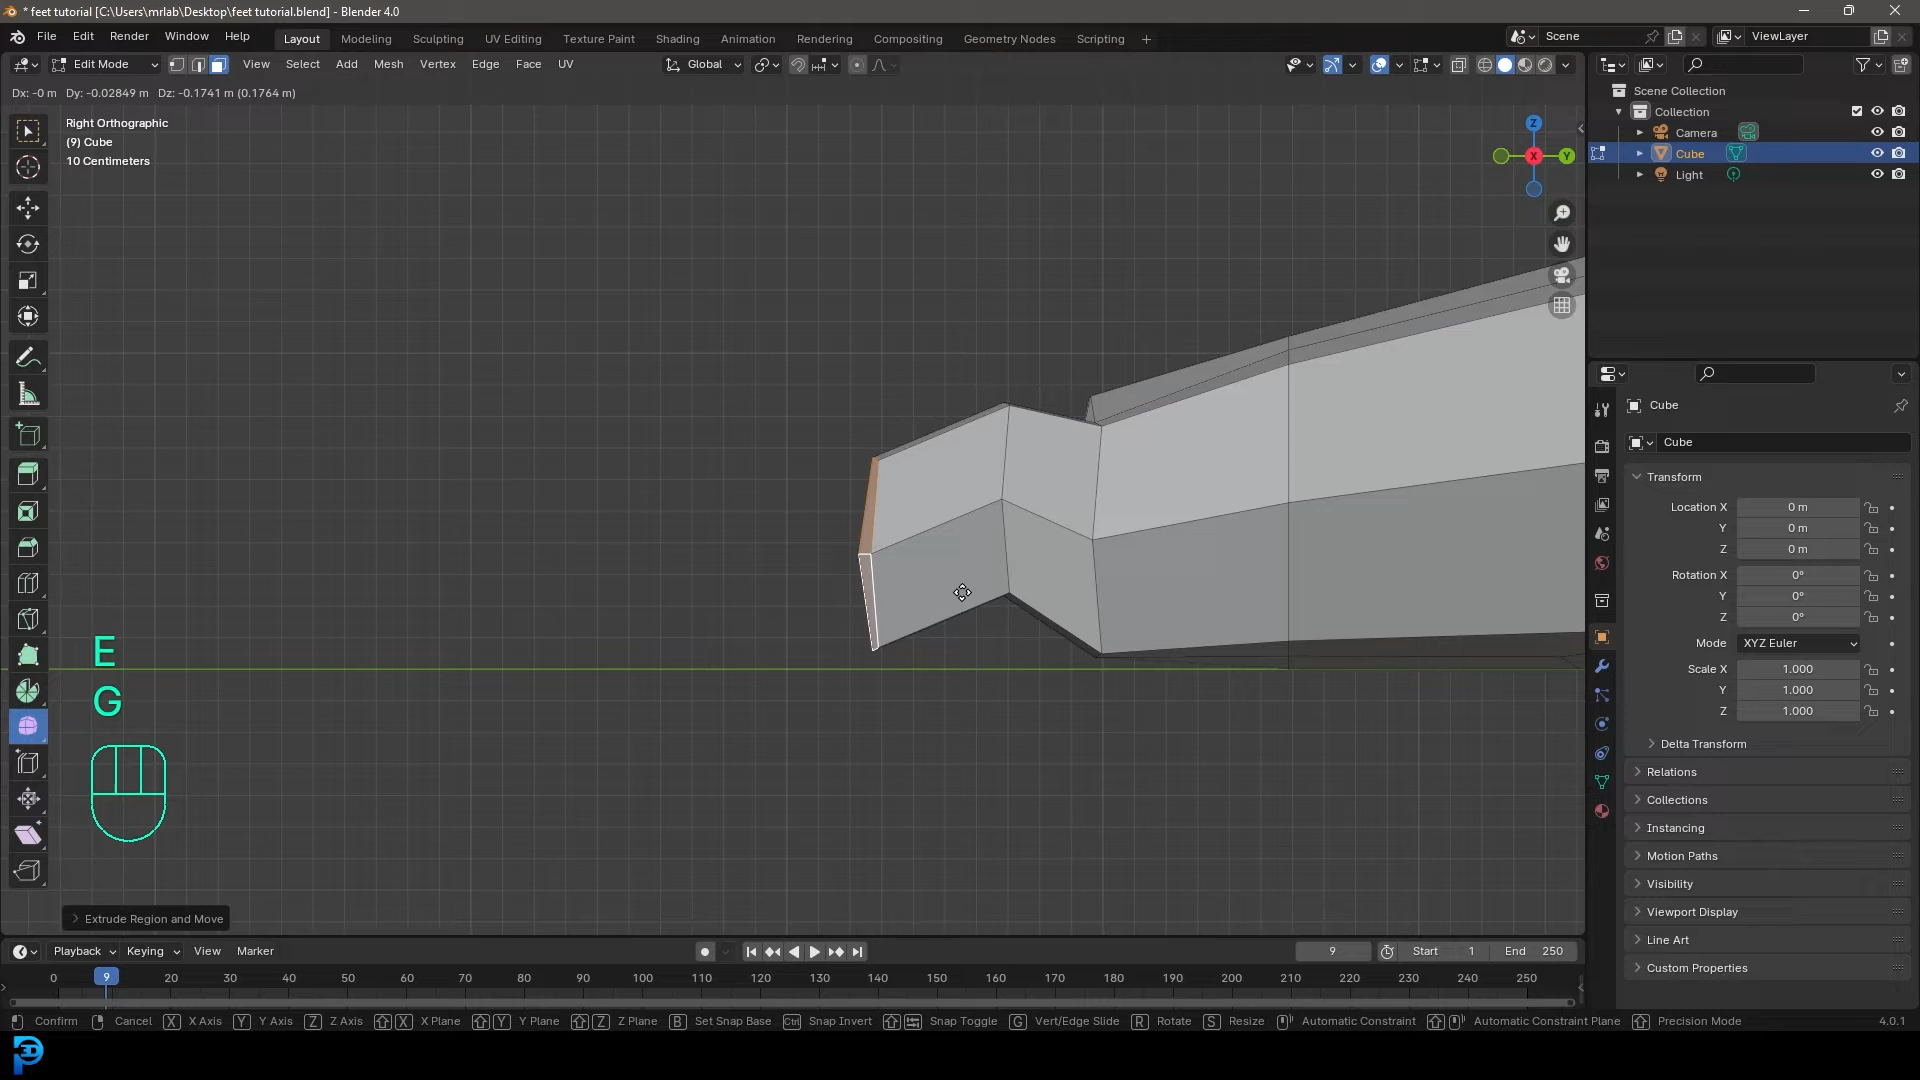 * feet tutorial [C:\Users\mrlab\Desktop\feet tutorial.blend] - Blender 4.0
File Edit Render Window Help Layout Modeling Sculpting UV Editing Texture Paint Shading Animation Rendering Compositing Geometry Nodes Scripting + Scene ViewLayer
Edit Mode View Select Add Mesh Vertex Edge Face UV Global
Dx: -0 m Dy: -0.02849 m Dz: -0.1741 m (0.1764 m)
Right Orthographic
(9) Cube
10 Centimeters
Z
X
Y
E
G
Extrude Region and Move
Scene Collection
Collection
Camera
Cube
Light
Cube
Cube
Transform
Location X 0 m
Y 0 m
Z 0 m
Rotation X 0°
Y 0°
Z 0°
Mode XYZ Euler
Scale X 1.000
Y 1.000
Z 1.000
Delta Transform
Relations
Collections
Instancing
Motion Paths
Visibility
Viewport Display
Line Art
Custom Properties
Playback Keying View Marker 9 Start 1 End 250
0 9 20 30 40 50 60 70 80 90 100 110 120 130 140 150 160 170 180 190 200 210 220 230 240 250
Confirm Cancel X X Axis Y Y Axis Z Z Axis X X Plane Y Y Plane Z Z Plane B Set Snap Base Ctrl Snap Invert Snap Toggle G Vert/Edge Slide R Rotate S Resize Automatic Constraint Automatic Constraint Plane Precision Mode 4.0.1
3D